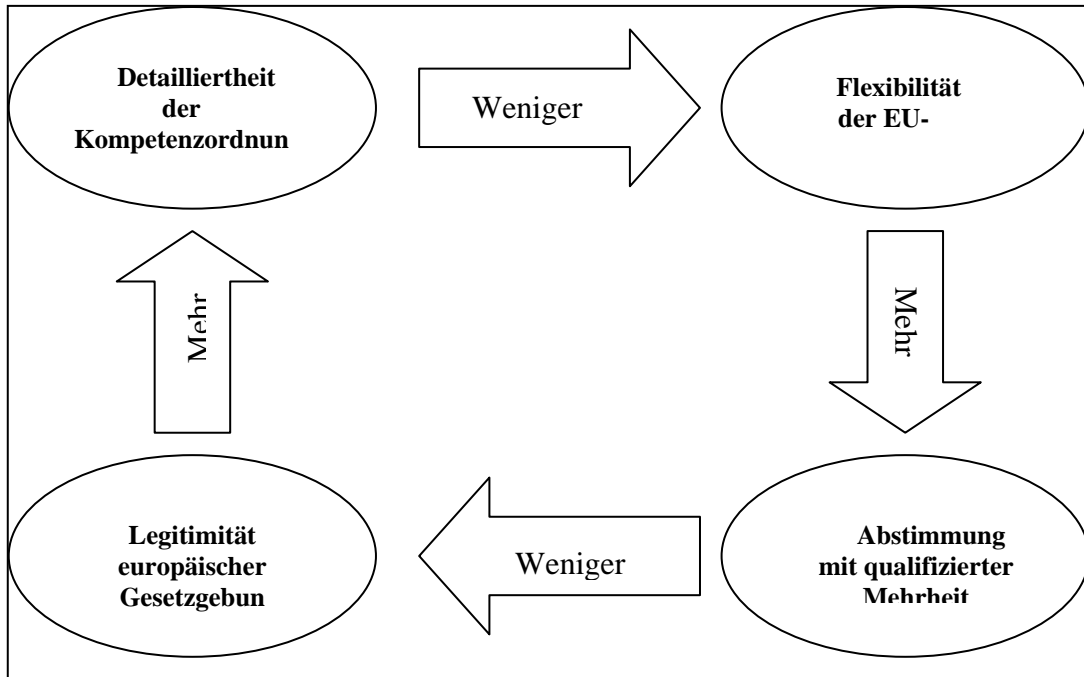 Detailliertheit
der
Kompetenzordnun
Weniger
Flexibilität
der EU-
Mehr
Mehr
Legitimität
europäischer
Gesetzgebun
Weniger
Abstimmung
mit qualifizierter
Mehrheit